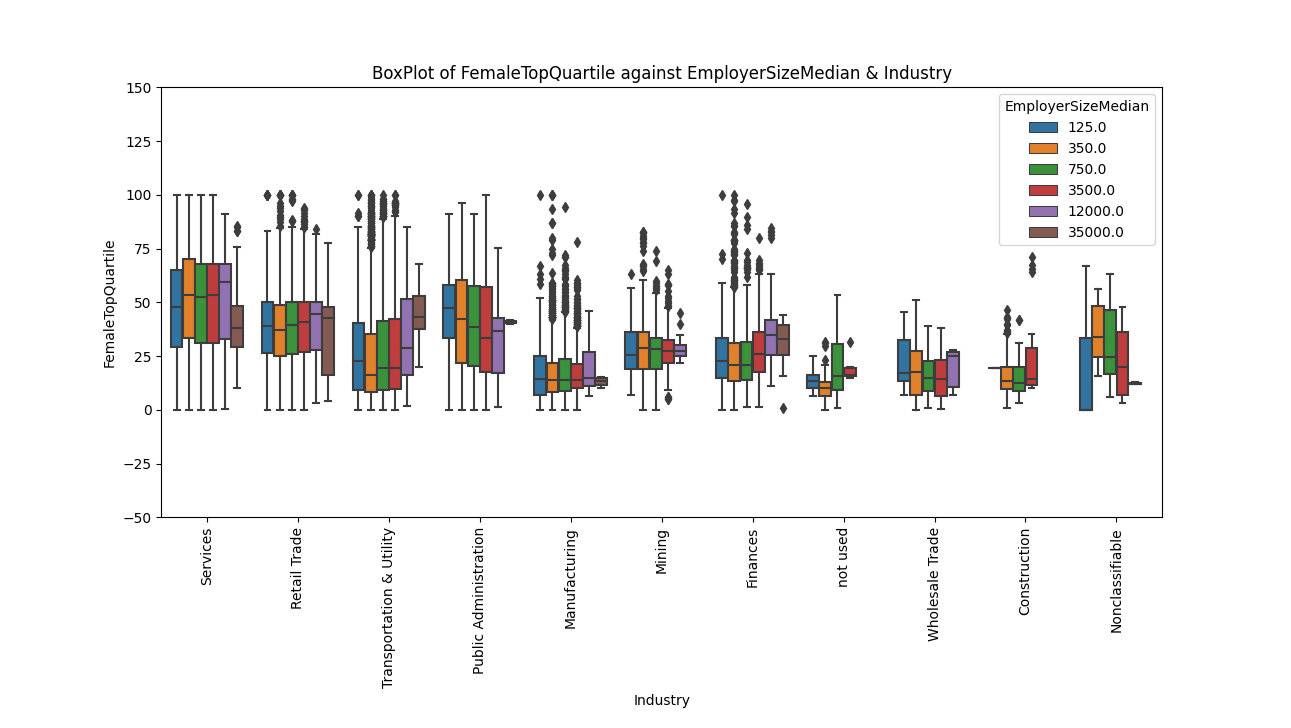 BoxPlot of FemaleTopQuartile against EmployerSizeMedian & Industry
EmployerSizeMedian
125.0
350.0
750.0
3500.0
12000.0
35000.0
FemaleTopQuartile
150
125
100
75
50
25
0
−25
−50
Services
Retail Trade
Transportation & Utility
Public Administration
Manufacturing
Mining
Finances
not used
Wholesale Trade
Construction
Nonclassifiable
Industry